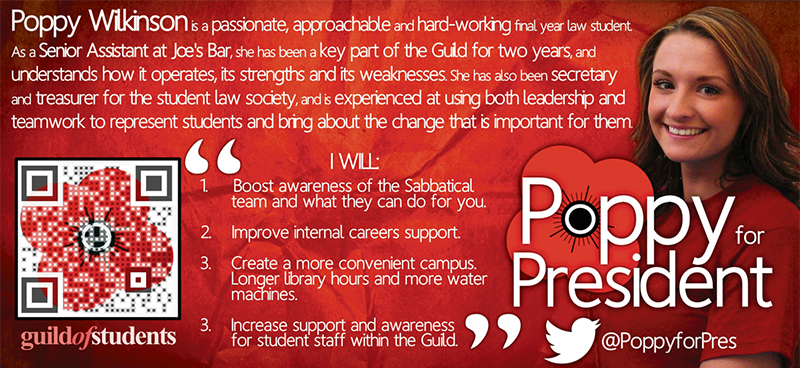 Poppy Wilkinson is a passionate, approachable and hard-working final year law student.
As a Senior Assistant at Joe's Bar, she has been a key part of the Guild for two years, and
understands how it operates, its strengths and its weaknesses. She has also been secretary
and treasurer for the student law society, and is experienced at using both leadership and
teamwork to represent students and bring about the change that is important for them.
“ I WILL:
1. Boost awareness of the Sabbatical
team and what they can do for you.
2. Improve internal careers support.
3. Create a more convenient campus.
Longer library hours and more water
machines.
3. Increase support and awareness
for student staff within the Guild. ”
guildofstudents
Poppy for
President
@PoppyforPres